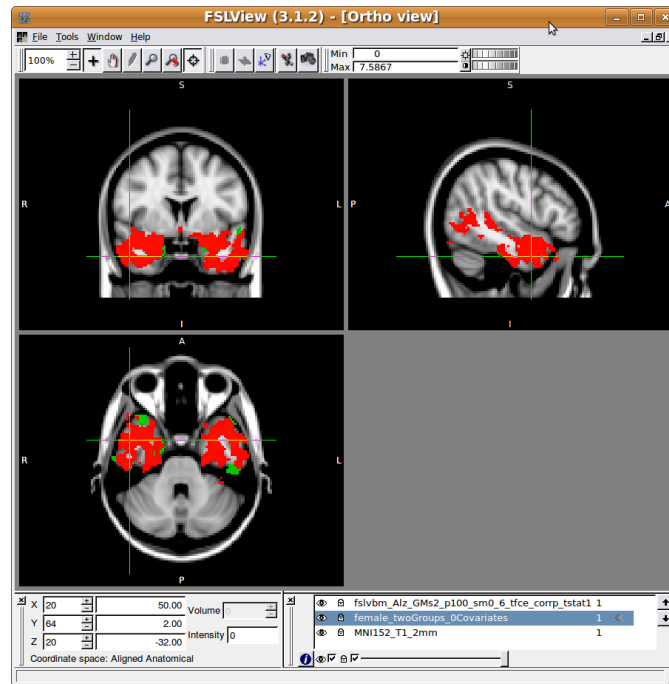 FSLView (3.1.2) - [Ortho view]
File Tools Window Help
100%
Min 0
Max 7.5867
S
R L
I
S
P A
I
A
R L
P
X 20 50.00 Volume 0
Y 64 2.00
Z 20 -32.00 Intensity 0
Coordinate space: Aligned Anatomical
fslvbm_Alz_GMs2_p100_sm0_6_tfce_corrp_tstat1 1
female_twoGroups_0Covariates 1
MNI152_T1_2mm 1